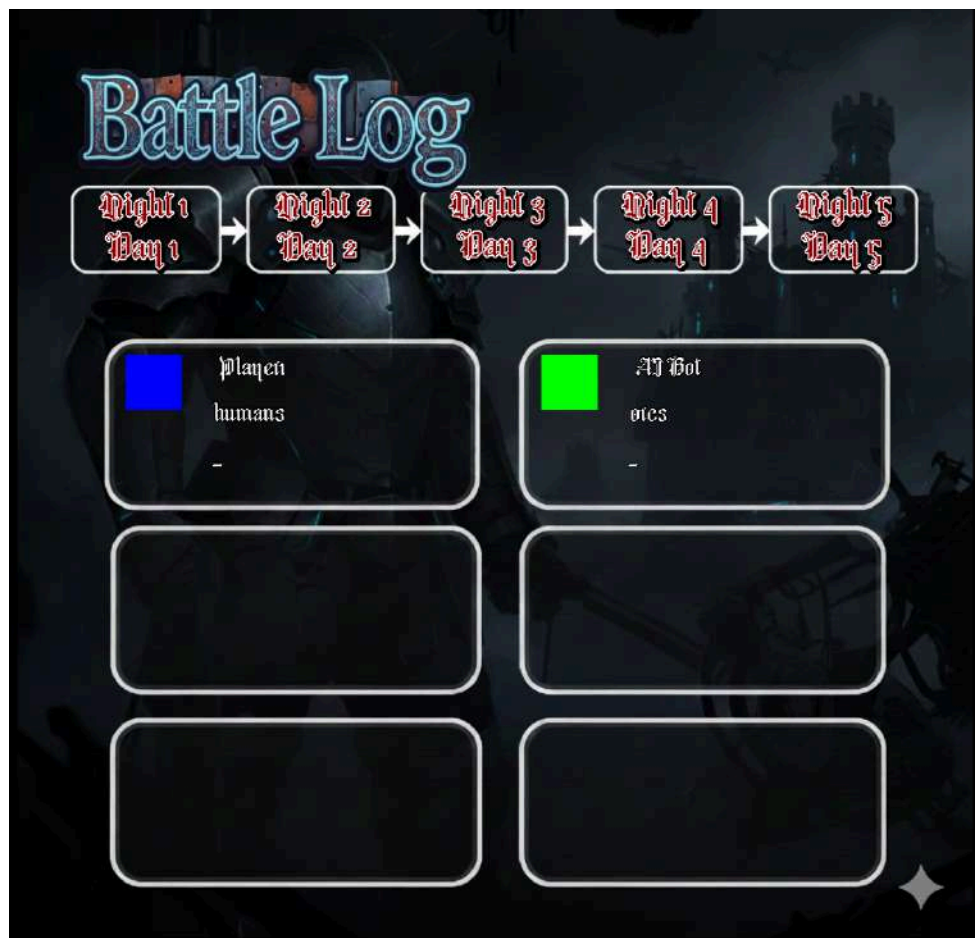 Battle Log
Night 1
Day 1
Night 2
Day 2
Night 3
Day 3
Night 4
Day 4
Night 5
Day 5
Player
humans
-
AI Bot
orcs
-